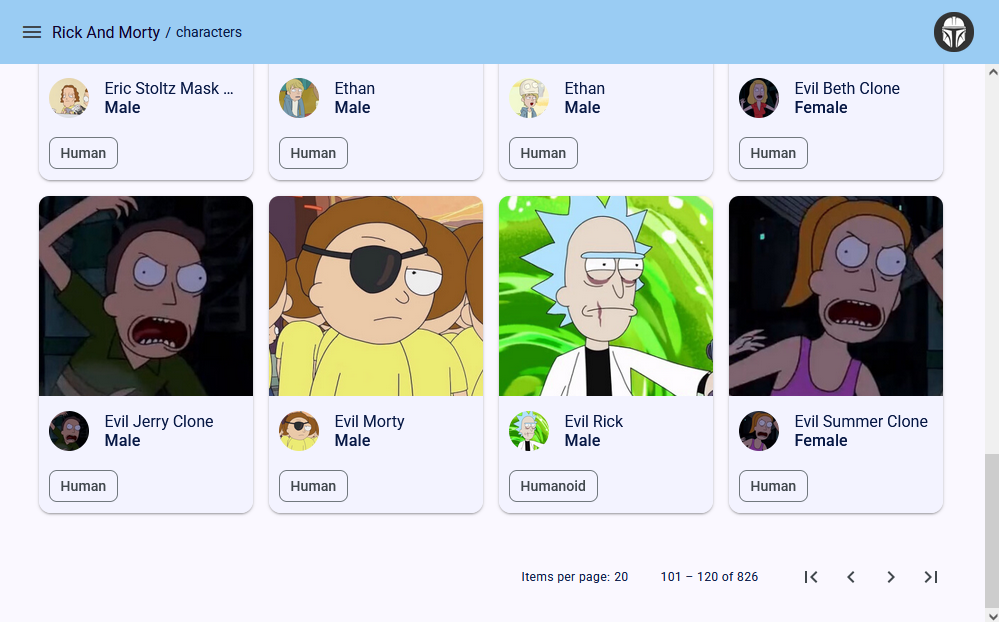 Rick And Morty / characters
Eric Stoltz Mask ...
Male
Human
Ethan
Male
Human
Ethan
Male
Human
Evil Beth Clone
Female
Human
Evil Jerry Clone
Male
Human
Evil Morty
Male
Human
Evil Rick
Male
Humanoid
Evil Summer Clone
Female
Human
Items per page: 20 101 – 120 of 826